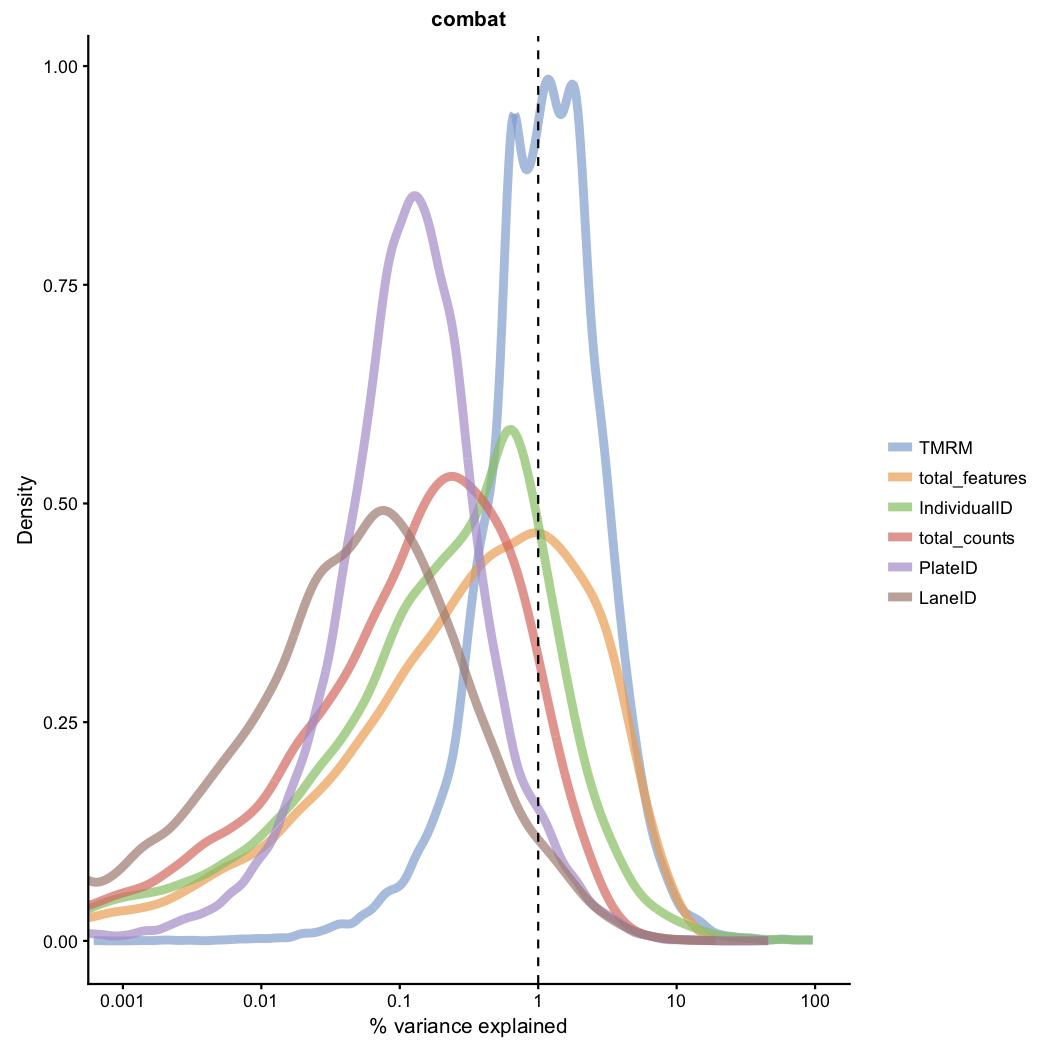 combat
1.00
0.75
0.50
0.25
0.00
Density
0.001 0.01 0.1 1 10 100
% variance explained
TMRM
total_features
IndividualID
total_counts
PlateID
LaneID